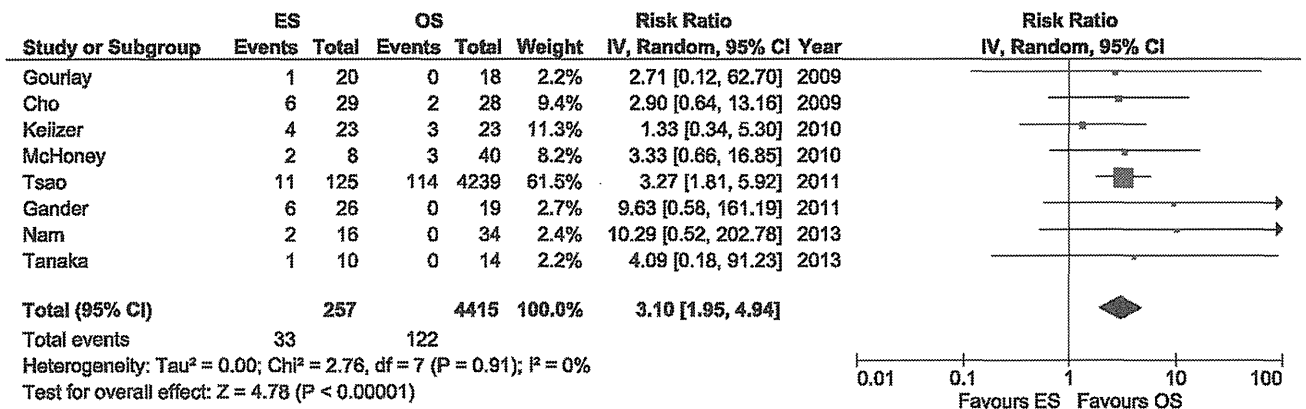 ES OS Risk Ratio Risk Ratio
Study or Subgroup Events Total Events Total Weight IV, Random, 95% CI Year IV, Random, 95% CI
Gourlay 1 20 0 18 2.2% 2.71 [0.12, 62.70] 2009
Cho 6 29 2 28 9.4% 2.90 [0.64, 13.16] 2009
Keiizer 4 23 3 23 11.3% 1.33 [0.34, 5.30] 2010
McHoney 2 8 3 40 8.2% 3.33 [0.66, 16.85] 2010
Tsao 11 125 114 4239 61.5% 3.27 [1.81, 5.92] 2011
Gander 6 26 0 19 2.7% 9.63 [0.58, 161.19] 2011
Nam 2 16 0 34 2.4% 10.29 [0.52, 202.78] 2013
Tanaka 1 10 0 14 2.2% 4.09 [0.18, 91.23] 2013
Total (95% CI) 257 4415 100.0% 3.10 [1.95, 4.94]
Total events 33 122
Heterogeneity: Tau² = 0.00; Chi² = 2.76, df = 7 (P = 0.91); I² = 0%
Test for overall effect: Z = 4.78 (P < 0.00001)
0.01 0.1 1 10 100
Favours ES Favours OS